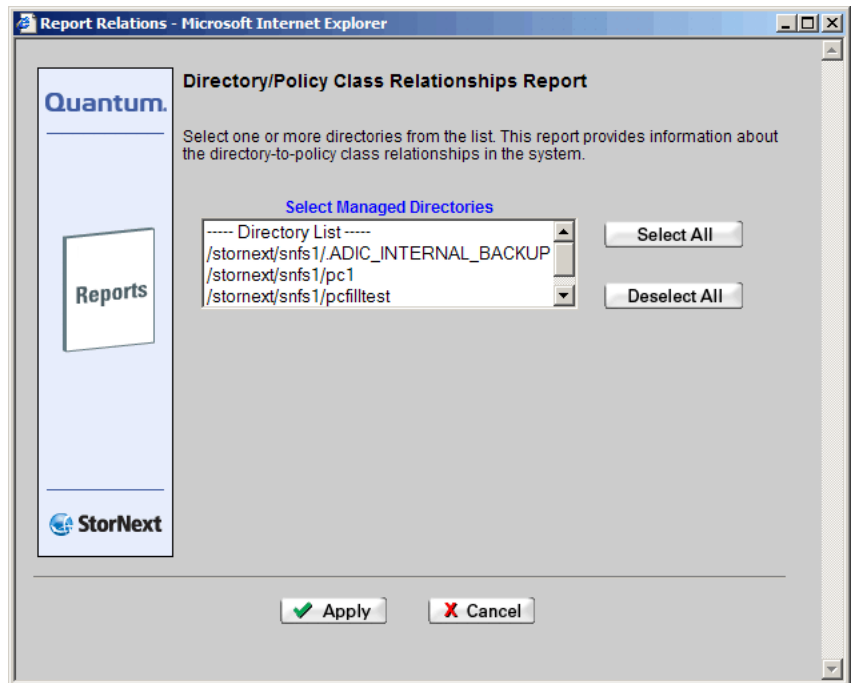 Report Relations - Microsoft Internet Explorer
Quantum.
Directory/Policy Class Relationships Report
Select one or more directories from the list. This report provides information about
the directory-to-policy class relationships in the system.
Select Managed Directories
----- Directory List -----
/stornext/snfs1/.ADIC_INTERNAL_BACKUP
/stornext/snfs1/pc1
/stornext/snfs1/pcfilltest
Select All
Deselect All
Reports
StorNext
Apply
Cancel